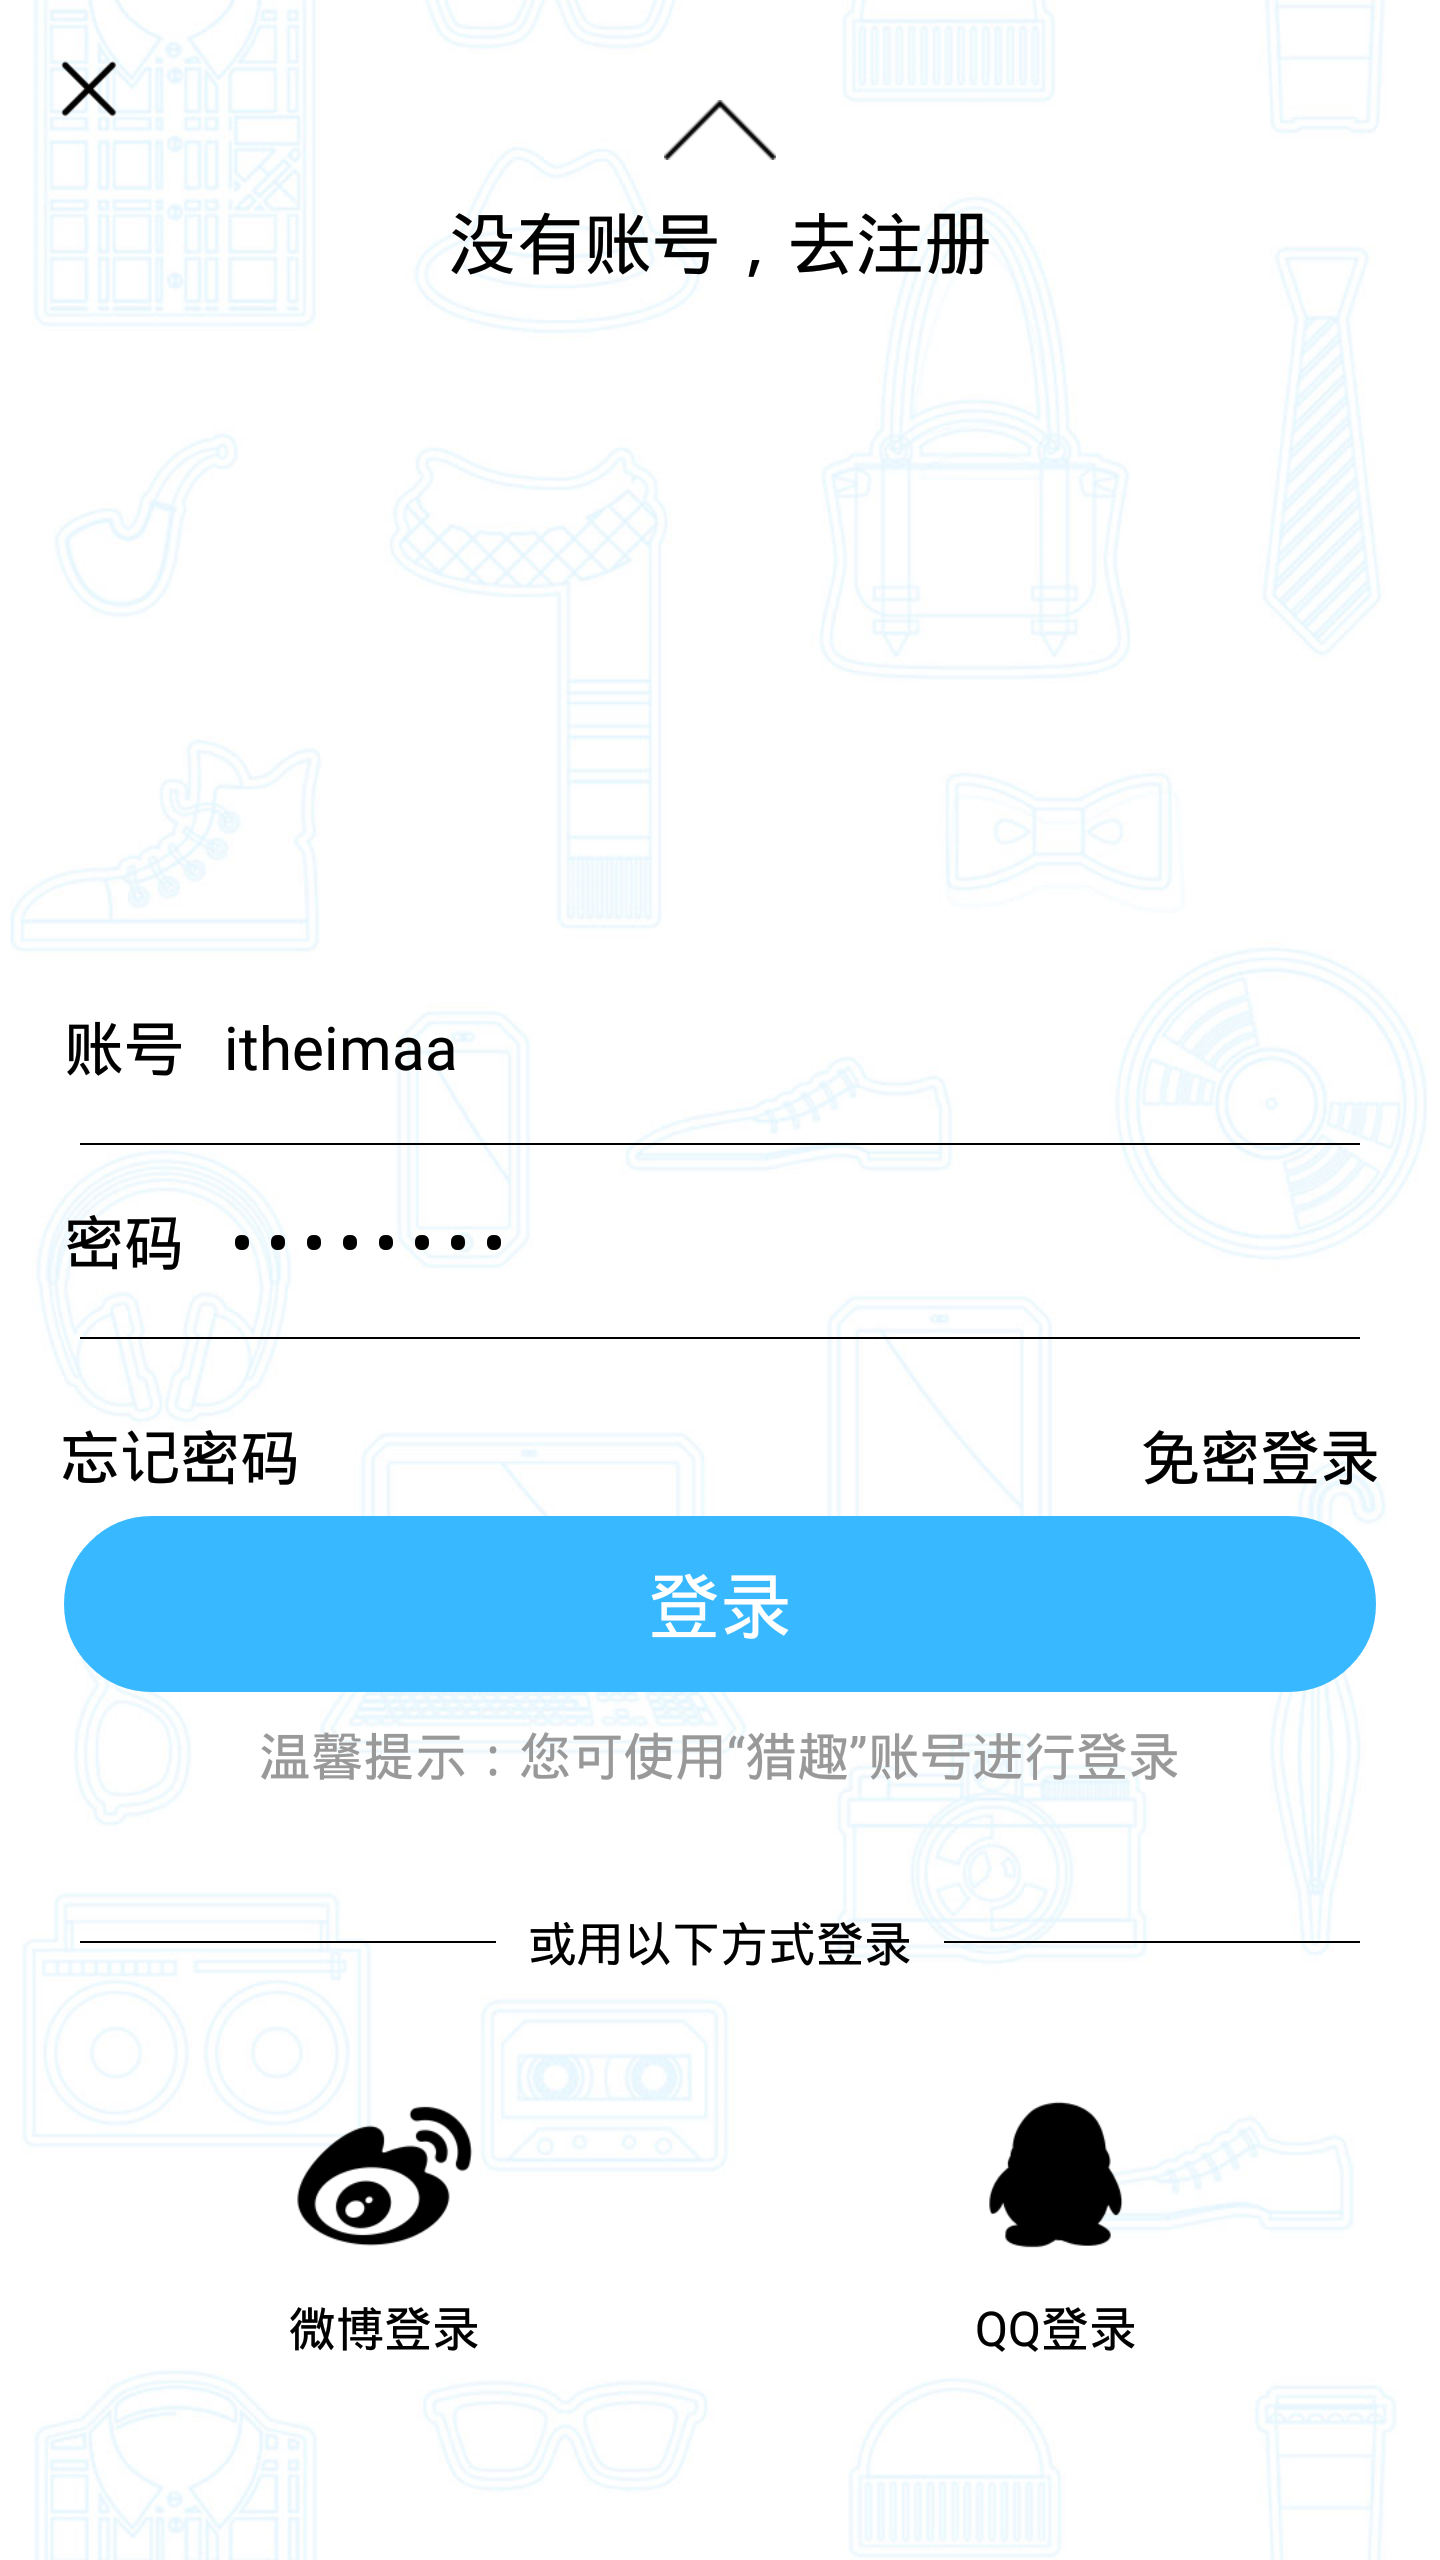 没有账号，去注册
账号 itheimaa
密码 ••••••••
忘记密码 免密登录
登录
温馨提示：您可使用“猎趣”账号进行登录
或用以下方式登录
微博登录 QQ登录